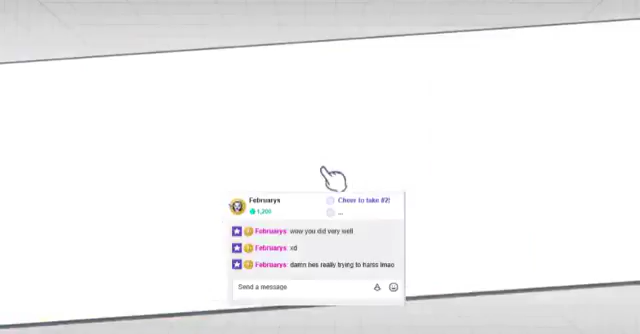 Februarys
1,200
Cheer to take #2!
...
Februarys: wow you did very well
Februarys: xd
Februarys: damn hes really trying to harss lmao
Send a message